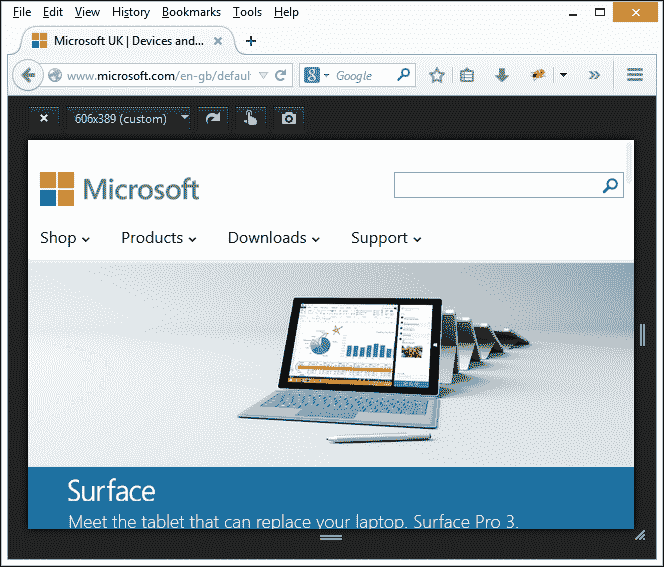 File Edit View History Bookmarks Tools Help
Microsoft UK | Devices and...
www.microsoft.com/en-gb/defaul
Google
606x389 (custom)
Microsoft
Shop Products Downloads Support
Surface
Meet the tablet that can replace your laptop. Surface Pro 3.